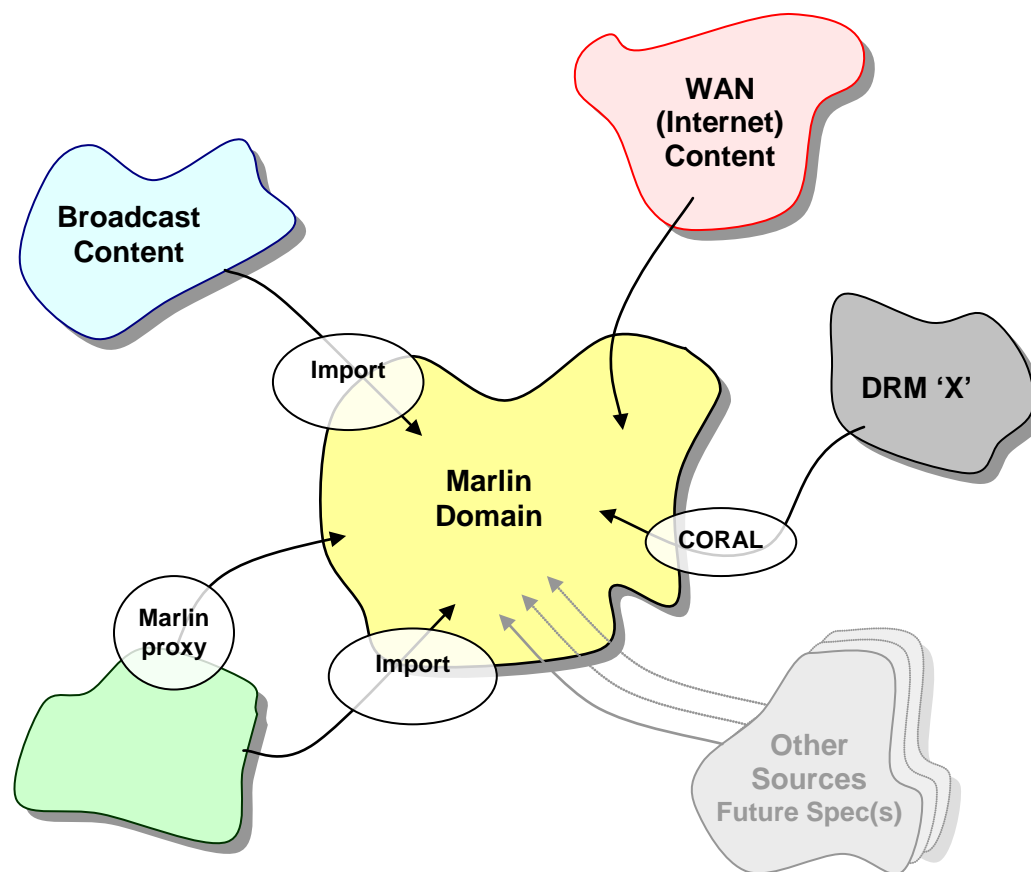 WAN
(Internet)
Content
Broadcast
Content
Import
DRM ‘X’
Marlin
Domain
CORAL
Marlin
proxy
Import
Other
Sources
Future Spec(s)